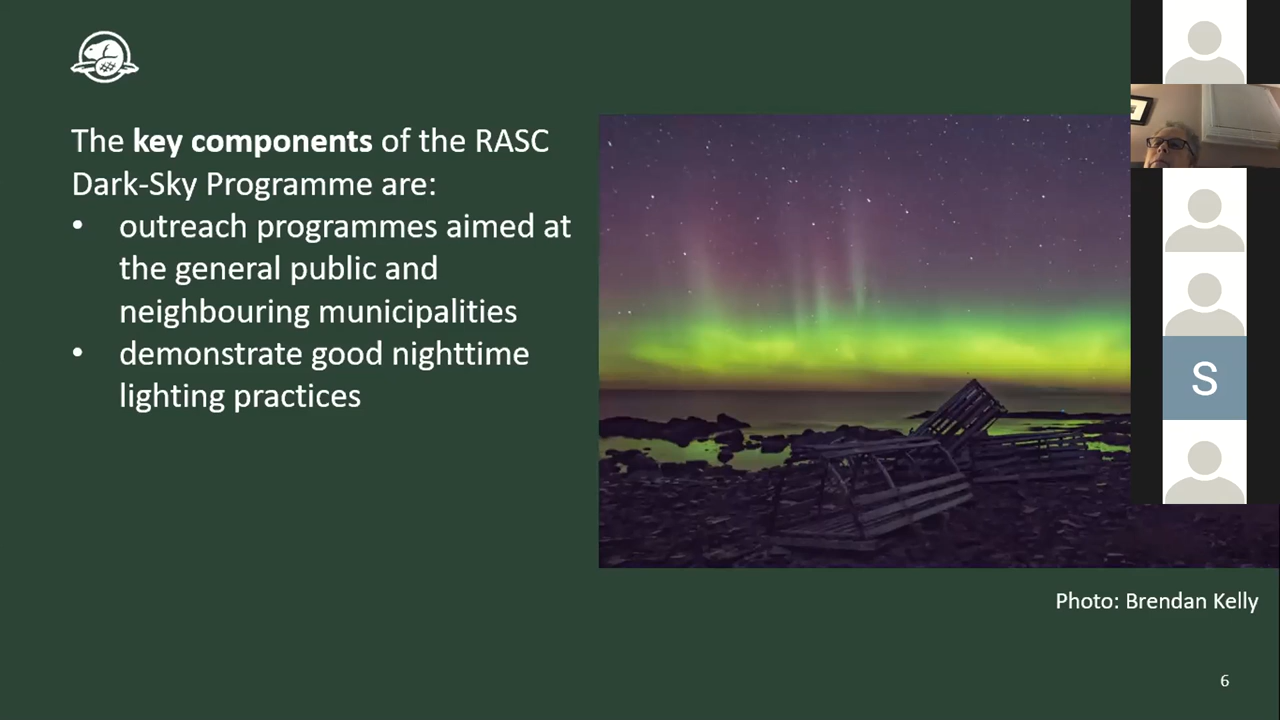 The key components of the RASC
Dark-Sky Programme are:
• outreach programmes aimed at
the general public and
neighbouring municipalities
• demonstrate good nighttime
lighting practices
S
Photo: Brendan Kelly
6